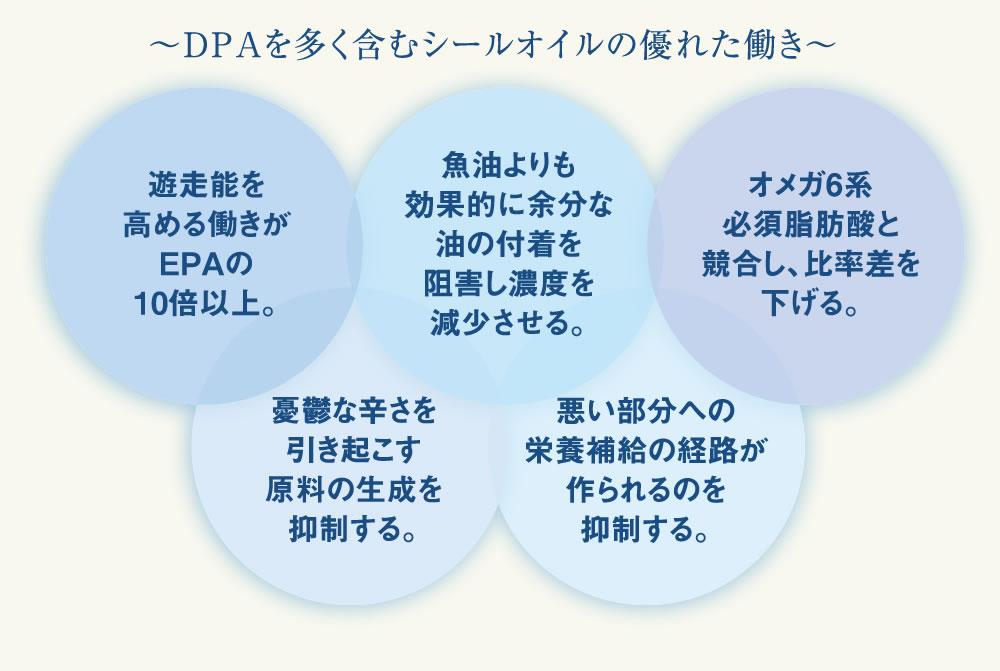 ～DPAを多く含むシールオイルの優れた働き～
遊走能を
高める働きが
EPAの
10倍以上。
魚油よりも
効果的に余分な
油の付着を
阻害し濃度を
減少させる。
オメガ6系
必須脂肪酸と
競合し、比率差を
下げる。
憂鬱な辛さを
引き起こす
原料の生成を
抑制する。
悪い部分への
栄養補給の経路が
作られるのを
抑制する。